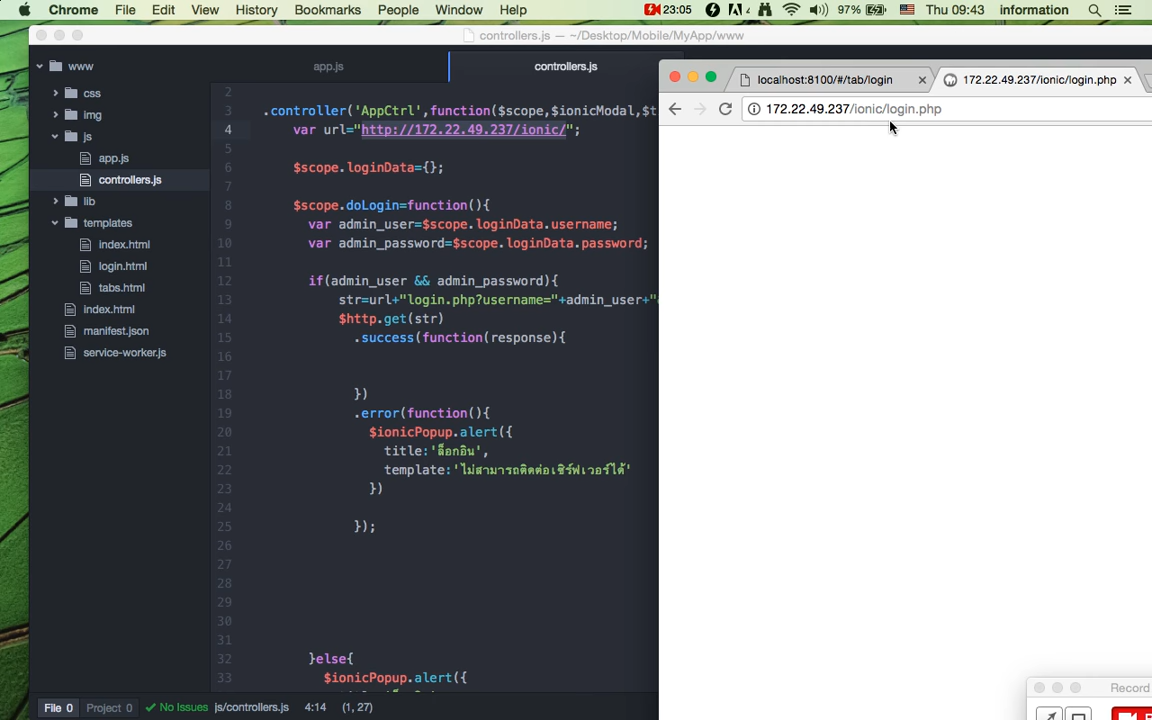 Chrome File Edit View History Bookmarks People Window Help 23:05 4 97% Thu 09:43 information
controllers.js — ~/Desktop/Mobile/MyApp/www
www
css
img
js
app.js
controllers.js
lib
templates
index.html
login.html
tabs.html
index.html
manifest.json
service-worker.js
app.js controllers.js
2
3 .controller('AppCtrl',function($scope,$ionicModal,$t
4 var url="http://172.22.49.237/ionic/";
5
6 $scope.loginData={};
7
8 $scope.doLogin=function(){
9 var admin_user=$scope.loginData.username;
10 var admin_password=$scope.loginData.password;
11
12 if(admin_user && admin_password){
13 str=url+"login.php?username="+admin_user+"
14 $http.get(str)
15 .success(function(response){
16
17
18 })
19 .error(function(){
20 $ionicPopup.alert({
21 title:'ล็อกอิน',
22 template:'ไม่สามารถติดต่อเซิร์ฟเวอร์ได้'
23 })
24
25 });
26
27
28
29
30
31
32 }else{
33 $ionicPopup.alert({
File 0 Project 0 No Issues js/controllers.js 4:14 (1, 27)
localhost:8100/#/tab/login 172.22.49.237/ionic/login.php
172.22.49.237/ionic/login.php
Record